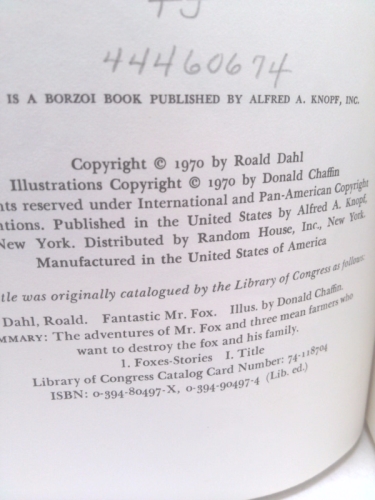 44460674
IS A BORZOI BOOK PUBLISHED BY ALFRED A. KNOPF, INC.
Copyright © 1970 by Roald Dahl
Illustrations Copyright © 1970 by Donald Chaffin
nts reserved under International and Pan-American Copyright
ntions. Published in the United States by Alfred A. Knopf,
New York. Distributed by Random House, Inc., New York.
Manufactured in the United States of America
tle was originally catalogued by the Library of Congress as follows:
Dahl, Roald. Fantastic Mr. Fox. Illus. by Donald Chaffin.
MMARY: The adventures of Mr. Fox and three mean farmers who
want to destroy the fox and his family.
1. Foxes-Stories I. Title
Library of Congress Catalog Card Number: 74-118704
ISBN: 0-394-80497-X, 0-394-90497-4 (Lib. ed.)